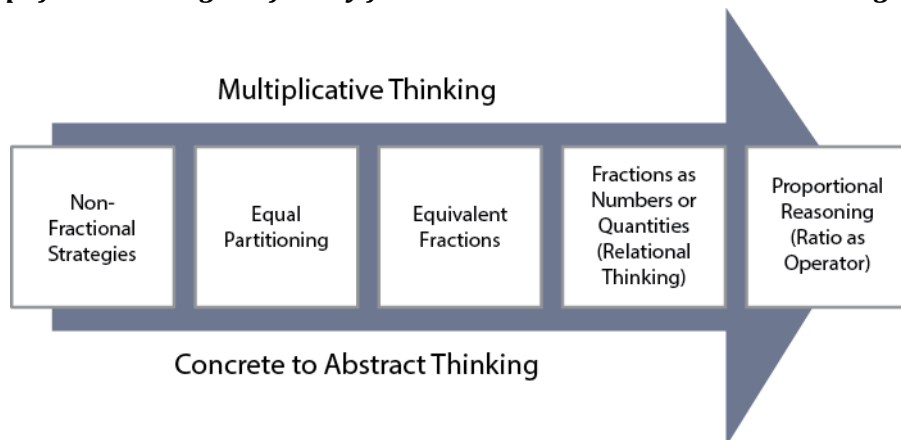 Multiplicative Thinking
Non-
Fractional
Strategies
Equal
Partitioning
Equivalent
Fractions
Fractions as
Numbers or
Quantities
(Relational
Thinking)
Proportional
Reasoning
(Ratio as
Operator)
Concrete to Abstract Thinking